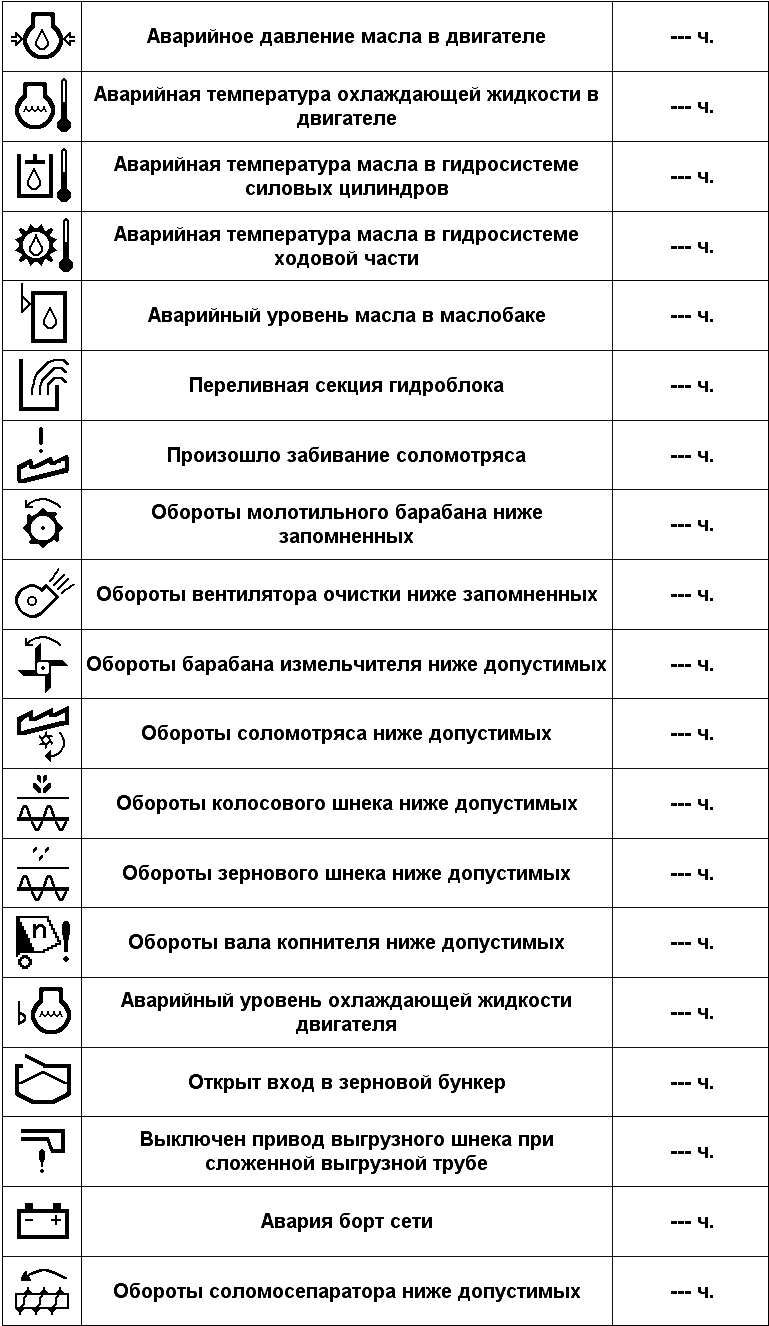 Аварийное давление масла в двигателе --- ч.
Аварийная температура охлаждающей жидкости в
двигателе --- ч.
Аварийная температура масла в гидросистеме
силовых цилиндров --- ч.
Аварийная температура масла в гидросистеме
ходовой части --- ч.
Аварийный уровень масла в маслобаке --- ч.
Переливная секция гидроблока --- ч.
Произошло забивание соломотряса --- ч.
Обороты молотильного барабана ниже
запомненных --- ч.
Обороты вентилятора очистки ниже запомненных --- ч.
Обороты барабана измельчителя ниже допустимых --- ч.
Обороты соломотряса ниже допустимых --- ч.
Обороты колосового шнека ниже допустимых --- ч.
Обороты зернового шнека ниже допустимых --- ч.
n Обороты вала копнителя ниже допустимых --- ч.
Аварийный уровень охлаждающей жидкости
двигателя --- ч.
Открыт вход в зерновой бункер --- ч.
Выключен привод выгрузного шнека при
сложенной выгрузной трубе --- ч.
Авария борт сети --- ч.
Обороты соломосепаратора ниже допустимых --- ч.